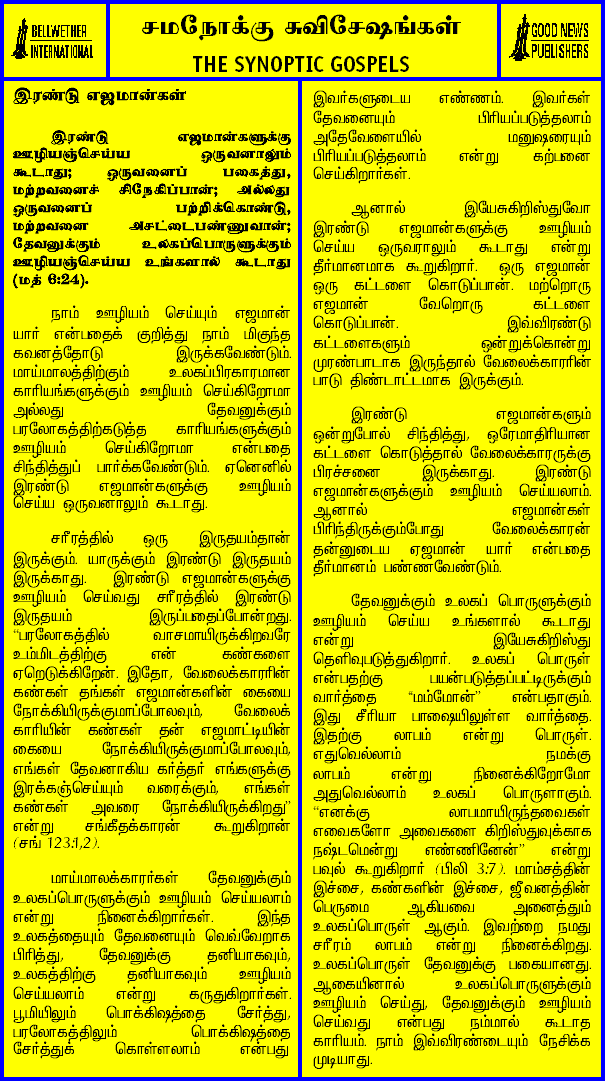 BELLWETHER
INTERNATIONAL
சமநோக்கு சுவிசேஷங்கள்
THE SYNOPTIC GOSPELS
GOOD NEWS
PUBLISHERS
இரண்டு எஜமான்கள்
இரண்டு எஜமான்களுக்கு
ஊழியஞ்செய்ய ஒருவனாலும்
கூடாது; ஒருவனைப் பகைத்து,
மற்றவனைச் சிநேகிப்பான்; அல்லது
ஒருவனைப் பற்றிக்கொண்டு,
மற்றவனை அசட்டைபண்ணுவான்;
தேவனுக்கும் உலகப்பொருளுக்கும்
ஊழியஞ்செய்ய உங்களால் கூடாது
(மத் 6:24).
நாம் ஊழியம் செய்யும் எஜமான்
யார் என்பதைக் குறித்து நாம் மிகுந்த
கவனத்தோடு இருக்கவேண்டும்.
மாய்மாலத்திற்கும் உலகப்பிரகாரமான
காரியங்களுக்கும் ஊழியம் செய்கிறோமா
அல்லது தேவனுக்கும்
பரலோகத்திற்கடுத்த காரியங்களுக்கும்
ஊழியம் செய்கிறோமா என்பதை
சிந்தித்துப் பார்க்கவேண்டும். ஏனெனில்
இரண்டு எஜமான்களுக்கு ஊழியம்
செய்ய ஒருவனாலும் கூடாது.
சரீரத்தில் ஒரு இருதயம்தான்
இருக்கும். யாருக்கும் இரண்டு இருதயம்
இருக்காது. இரண்டு எஜமான்களுக்கு
ஊழியம் செய்வது சரீரத்தில் இரண்டு
இருதயம் இருப்பதைப்போன்றது.
“பரலோகத்தில் வாசமாயிருக்கிறவரே
உம்மிடத்திற்கு என் கண்களை
ஏறெடுக்கிறேன். இதோ, வேலைக்காரரின்
கண்கள் தங்கள் எஜமான்களின் கையை
நோக்கியிருக்குமாப்போலவும், வேலைக்
காரியின் கண்கள் தன் எஜமாட்டியின்
கையை நோக்கியிருக்குமாப்போலவும்,
எங்கள் தேவனாகிய கர்த்தர் எங்களுக்கு
இரக்கஞ்செய்யும் வரைக்கும், எங்கள்
கண்கள் அவரை நோக்கியிருக்கிறது”
என்று சங்கீதக்காரன் கூறுகிறான்
(சங் 123:1,2).
மாய்மாலக்காரர்கள் தேவனுக்கும்
உலகப்பொருளுக்கும் ஊழியம் செய்யலாம்
என்று நினைக்கிறார்கள். இந்த
உலகத்தையும் தேவனையும் வெவ்வேறாக
பிரித்து, தேவனுக்கு தனியாகவும்,
உலகத்திற்கு தனியாகவும் ஊழியம்
செய்யலாம் என்று கருதுகிறார்கள்.
பூமியிலும் பொக்கிஷத்தை சேர்த்து,
பரலோகத்திலும் பொக்கிஷத்தை
சேர்த்துக் கொள்ளலாம் என்பது
இவர்களுடைய எண்ணம். இவர்கள்
தேவனையும் பிரியப்படுத்தலாம்
அதேவேளையில் மனுஷரையும்
பிரியப்படுத்தலாம் என்று கற்பனை
செய்கிறார்கள்.
ஆனால் இயேசுகிறிஸ்துவோ
இரண்டு எஜமான்களுக்கு ஊழியம்
செய்ய ஒருவராலும் கூடாது என்று
தீர்மானமாக கூறுகிறார். ஒரு எஜமான்
ஒரு கட்டளை கொடுப்பான். மற்றொரு
எஜமான் வேறொரு கட்டளை
கொடுப்பான். இவ்விரண்டு
கட்டளைகளும் ஒன்றுக்கொன்று
முரண்பாடாக இருந்தால் வேலைக்காரரின்
பாடு திண்டாட்டமாக இருக்கும்.
இரண்டு எஜமான்களும்
ஒன்றுபோல் சிந்தித்து, ஒரேமாதிரியான
கட்டளை கொடுத்தால் வேலைக்காரருக்கு
பிரச்சனை இருக்காது. இரண்டு
எஜமான்களுக்கும் ஊழியம் செய்யலாம்.
ஆனால் எஜமான்கள்
பிரிந்திருக்கும்போது வேலைக்காரன்
தன்னுடைய ஏஜமான் யார் என்பதை
தீர்மானம் பண்ணவேண்டும்.
தேவனுக்கும் உலகப் பொருளுக்கும்
ஊழியம் செய்ய உங்களால் கூடாது
என்று இயேசுகிறிஸ்து
தெளிவுபடுத்துகிறார். உலகப் பொருள்
என்பதற்கு பயன்படுத்தப்பட்டிருக்கும்
வார்த்தை “மம்மோன்” என்பதாகும்.
இது சீரியா பாஷையிலுள்ள வார்த்தை.
இதற்கு லாபம் என்று பொருள்.
எதுவெல்லாம் நமக்கு
லாபம் என்று நினைக்கிறோமோ
அதுவெல்லாம் உலகப் பொருளாகும்.
“எனக்கு லாபமாயிருந்தவைகள்
எவைகளோ அவைகளை கிறிஸ்துவுக்காக
நஷ்டமென்று எண்ணினேன்” என்று
பவுல் கூறுகிறார் (பிலி 3:7). மாம்சத்தின்
இச்சை, கண்களின் இச்சை, ஜீவனத்தின்
பெருமை ஆகியவை அனைத்தும்
உலகப்பொருள் ஆகும். இவற்றை நமது
சரீரம் லாபம் என்று நினைக்கிறது.
உலகப்பொருள் தேவனுக்கு பகையானது.
ஆகையினால் உலகப்பொருளுக்கும்
ஊழியம் செய்து, தேவனுக்கும் ஊழியம்
செய்வது என்பது நம்மால் கூடாத
காரியம். நாம் இவ்விரண்டையும் நேசிக்க
முடியாது.